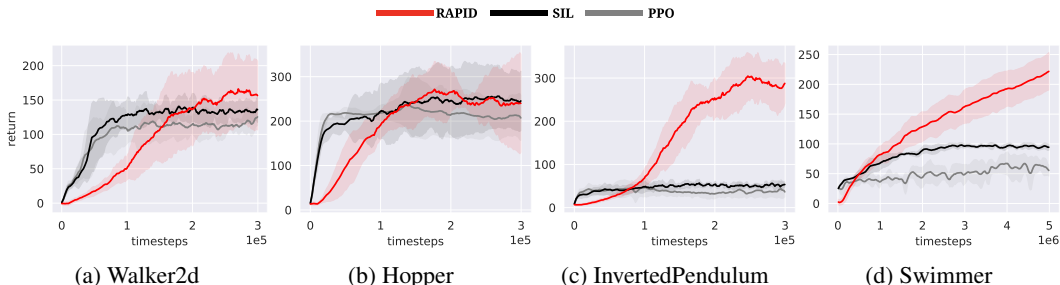 RAPID SIL PPO
return
200
150
100
50
0
0 1 2 3
timesteps 1e5
(a) Walker2d
300
200
100
0
0 1 2 3
timesteps 1e5
(b) Hopper
400
300
200
100
0
0 1 2 3
timesteps 1e5
(c) InvertedPendulum
250
200
150
100
50
0
0 1 2 3 4 5
timesteps 1e6
(d) Swimmer